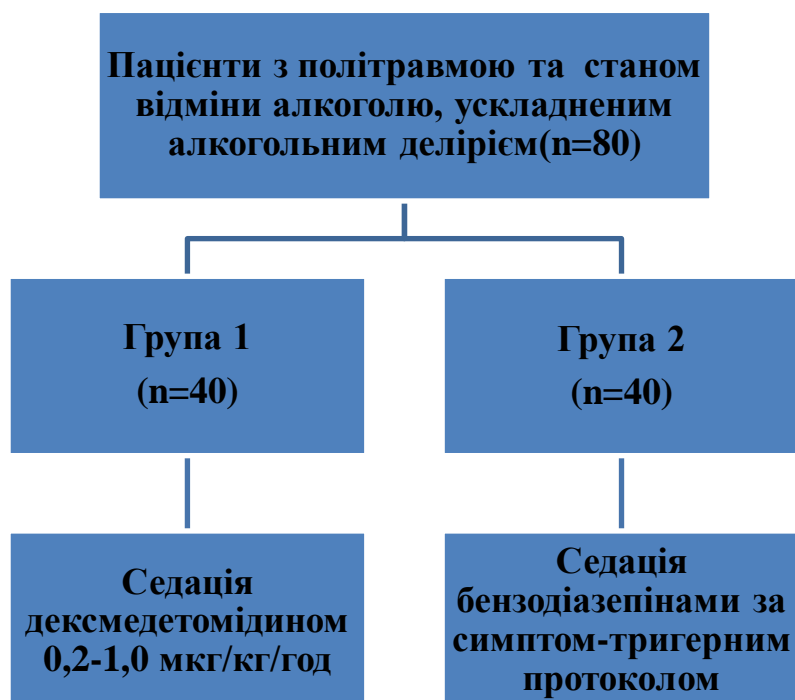 Пацієнти з політравмою та станом
відміни алкоголю, ускладненим
алкогольним делірієм(n=80)
Група 1
(n=40)
Група 2
(n=40)
Седація
дексмедетомідином
0,2-1,0 мкг/кг/год
Седація
бензодіазепінами за
симптом-тригерним
протоколом